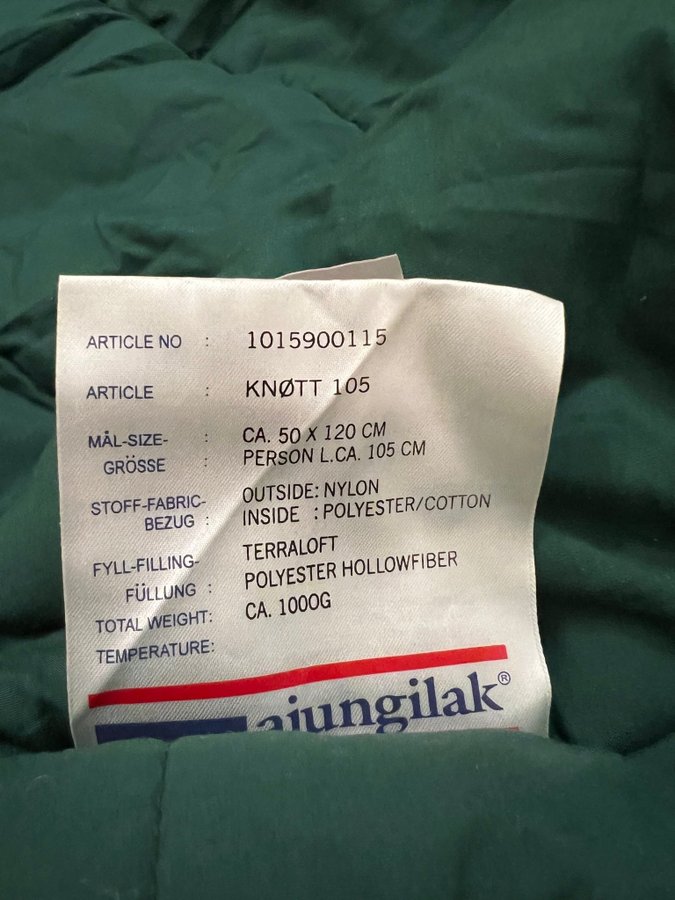 ARTICLE NO : 1015900115
ARTICLE : KNØTT 105
MÅL-SIZE- : CA. 50 X 120 CM
GRÖSSE : PERSON L.CA. 105 CM
STOFF-FABRIC- OUTSIDE: NYLON
BEZUG : INSIDE : POLYESTER/COTTON
FYLL-FILLING- TERRALOFT
FÜLLUNG : POLYESTER HOLLOWFIBER
TOTAL WEIGHT: CA. 1000G
TEMPERATURE:
ajungilak®